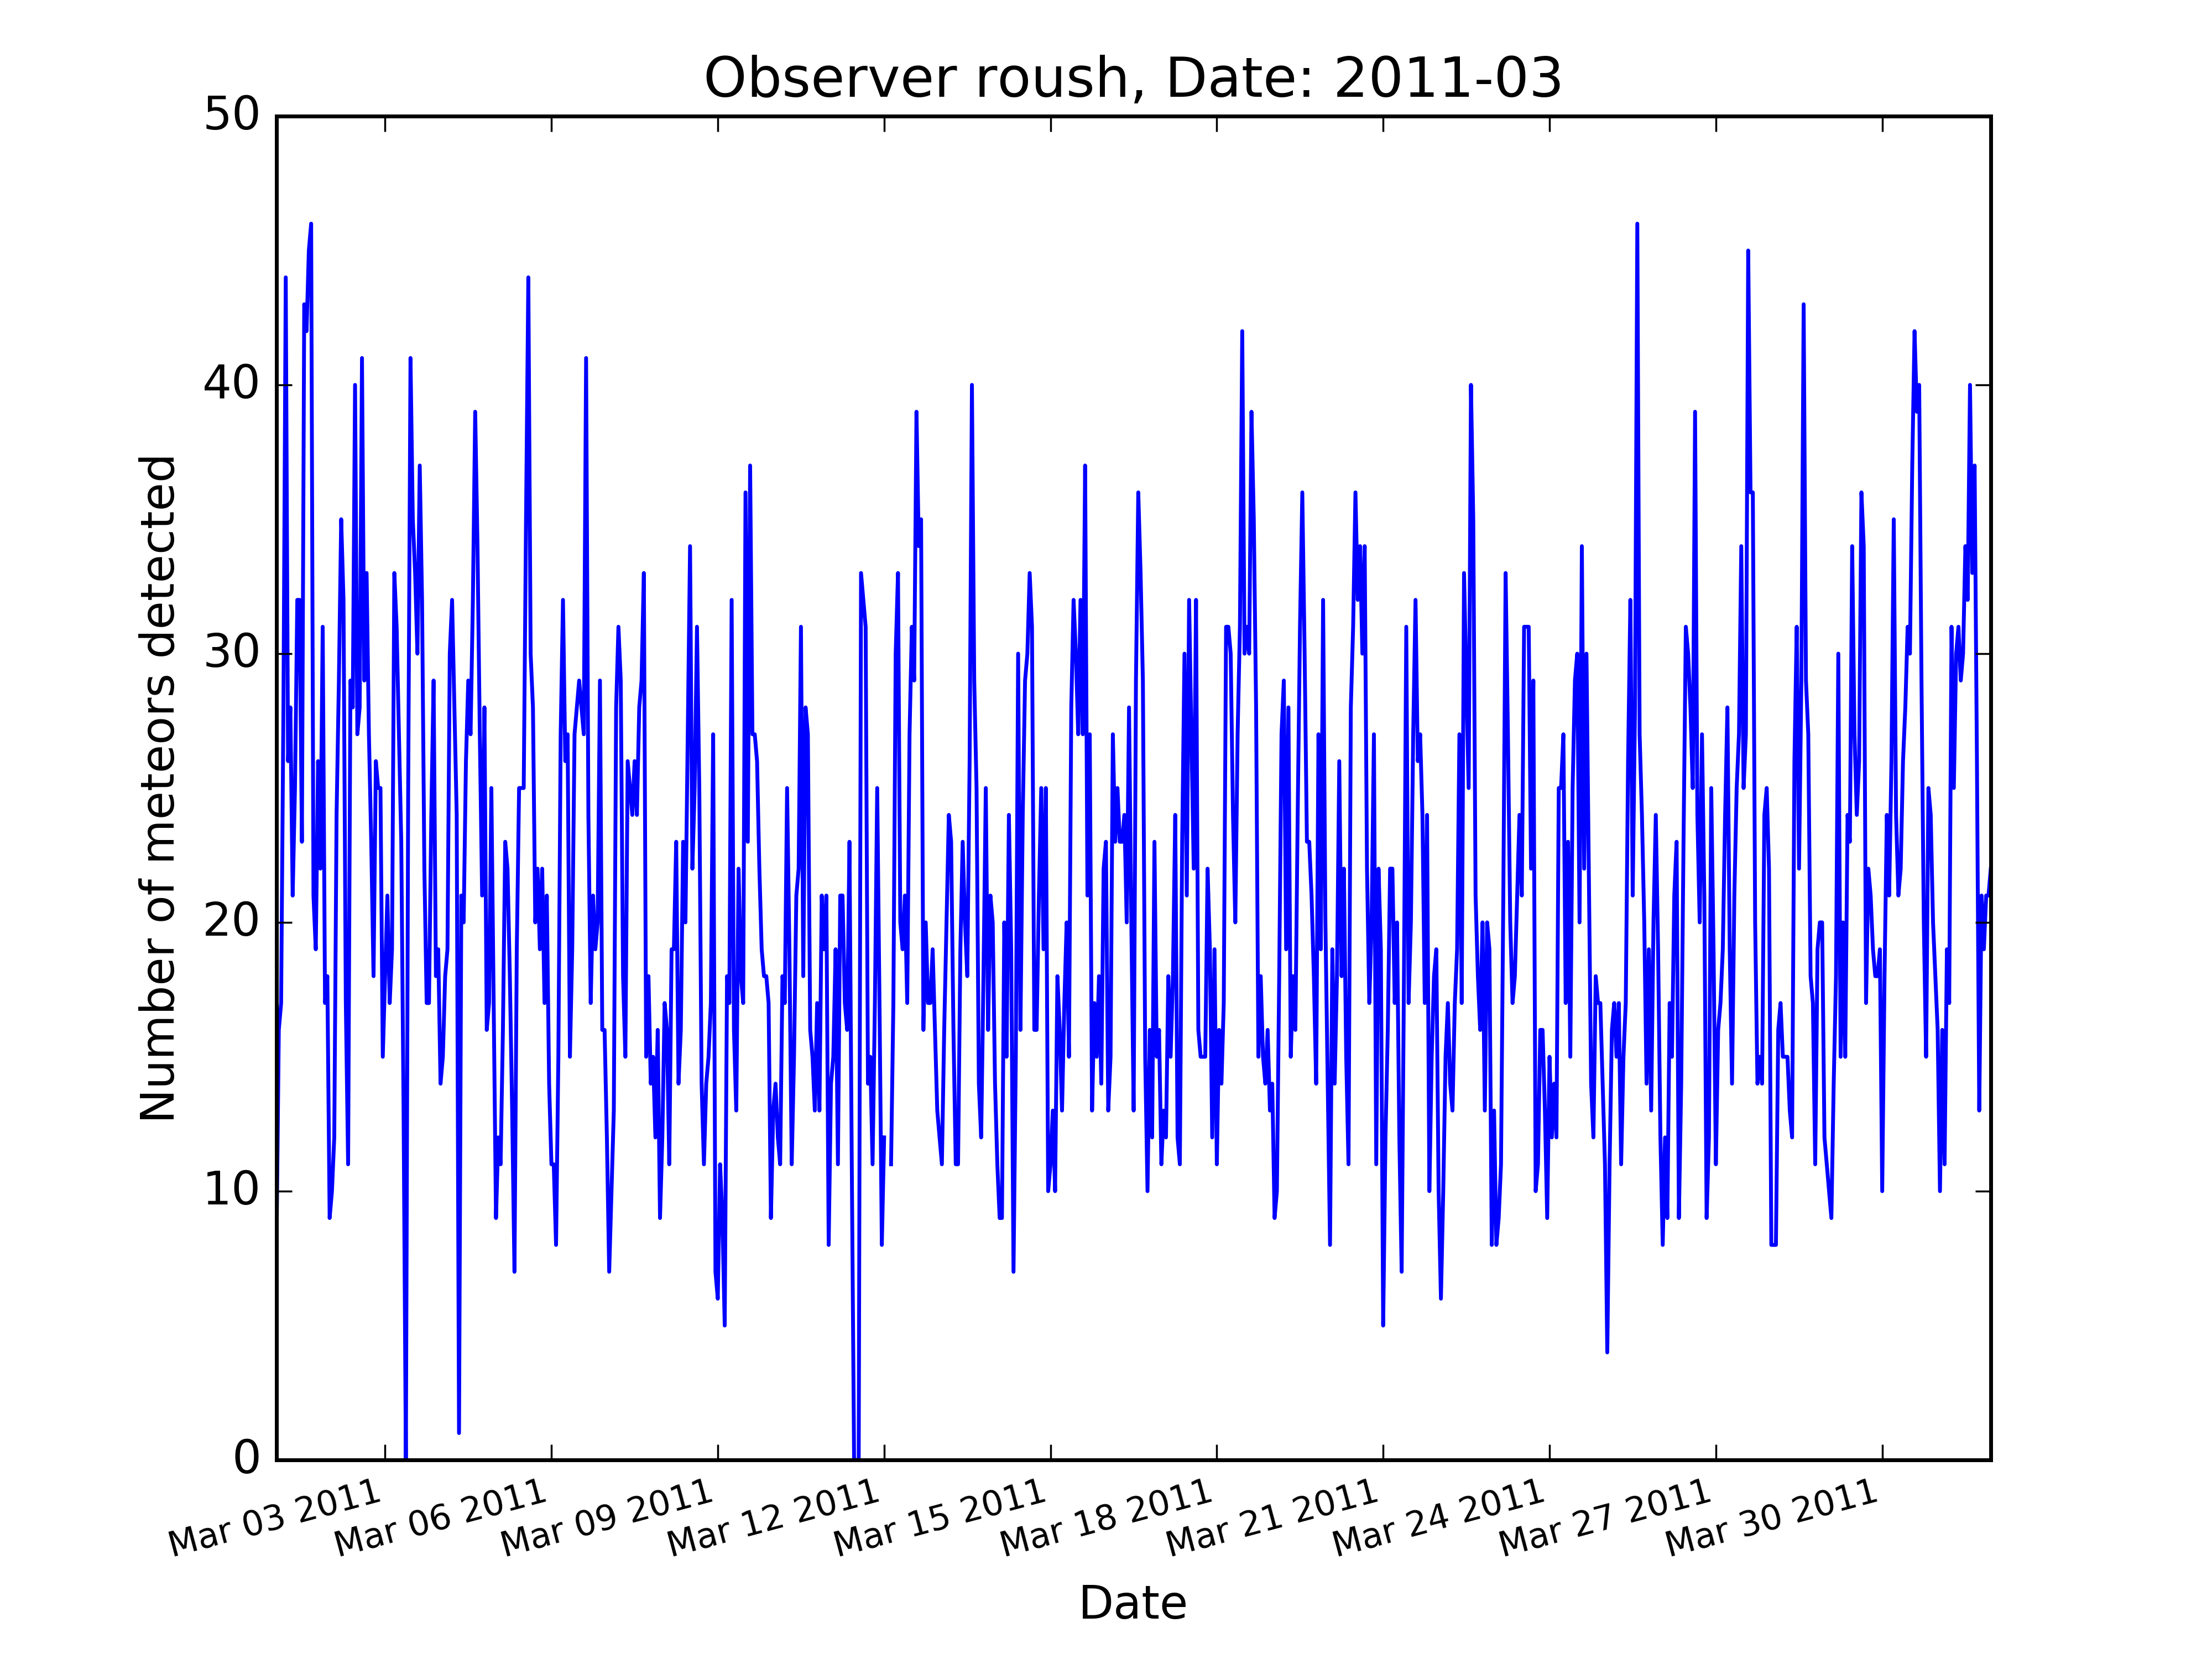 Observer roush, Date: 2011-03
50
40
30
20
10
0
Number of meteors detected
Mar 03 2011
Mar 06 2011
Mar 09 2011
Mar 12 2011
Mar 15 2011
Mar 18 2011
Mar 21 2011
Mar 24 2011
Mar 27 2011
Mar 30 2011
Date